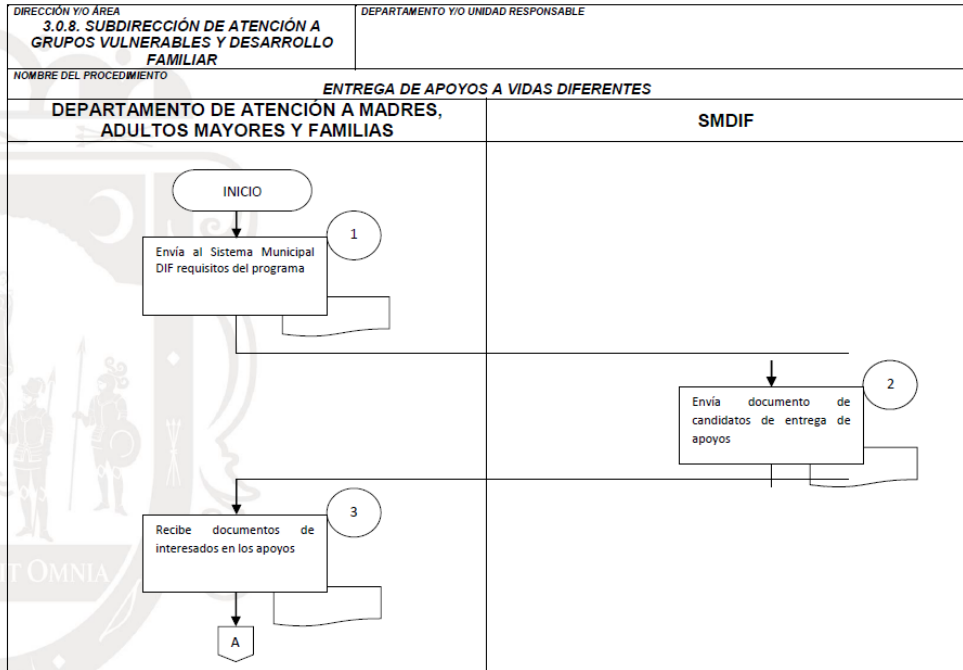 DIRECCIÓN Y/O ÁREA
3.0.8. SUBDIRECCIÓN DE ATENCIÓN A
GRUPOS VULNERABLES Y DESARROLLO
FAMILIAR
DEPARTAMENTO Y/O UNIDAD RESPONSABLE
NOMBRE DEL PROCEDIMIENTO
ENTREGA DE APOYOS A VIDAS DIFERENTES
DEPARTAMENTO DE ATENCIÓN A MADRES,
ADULTOS MAYORES Y FAMILIAS
SMDIF
INICIO
1
Envía al Sistema Municipal
DIF requisitos del programa
2
Envía documento de
candidatos de entrega de
apoyos
3
Recibe documentos de
interesados en los apoyos
A
IT OMNIA